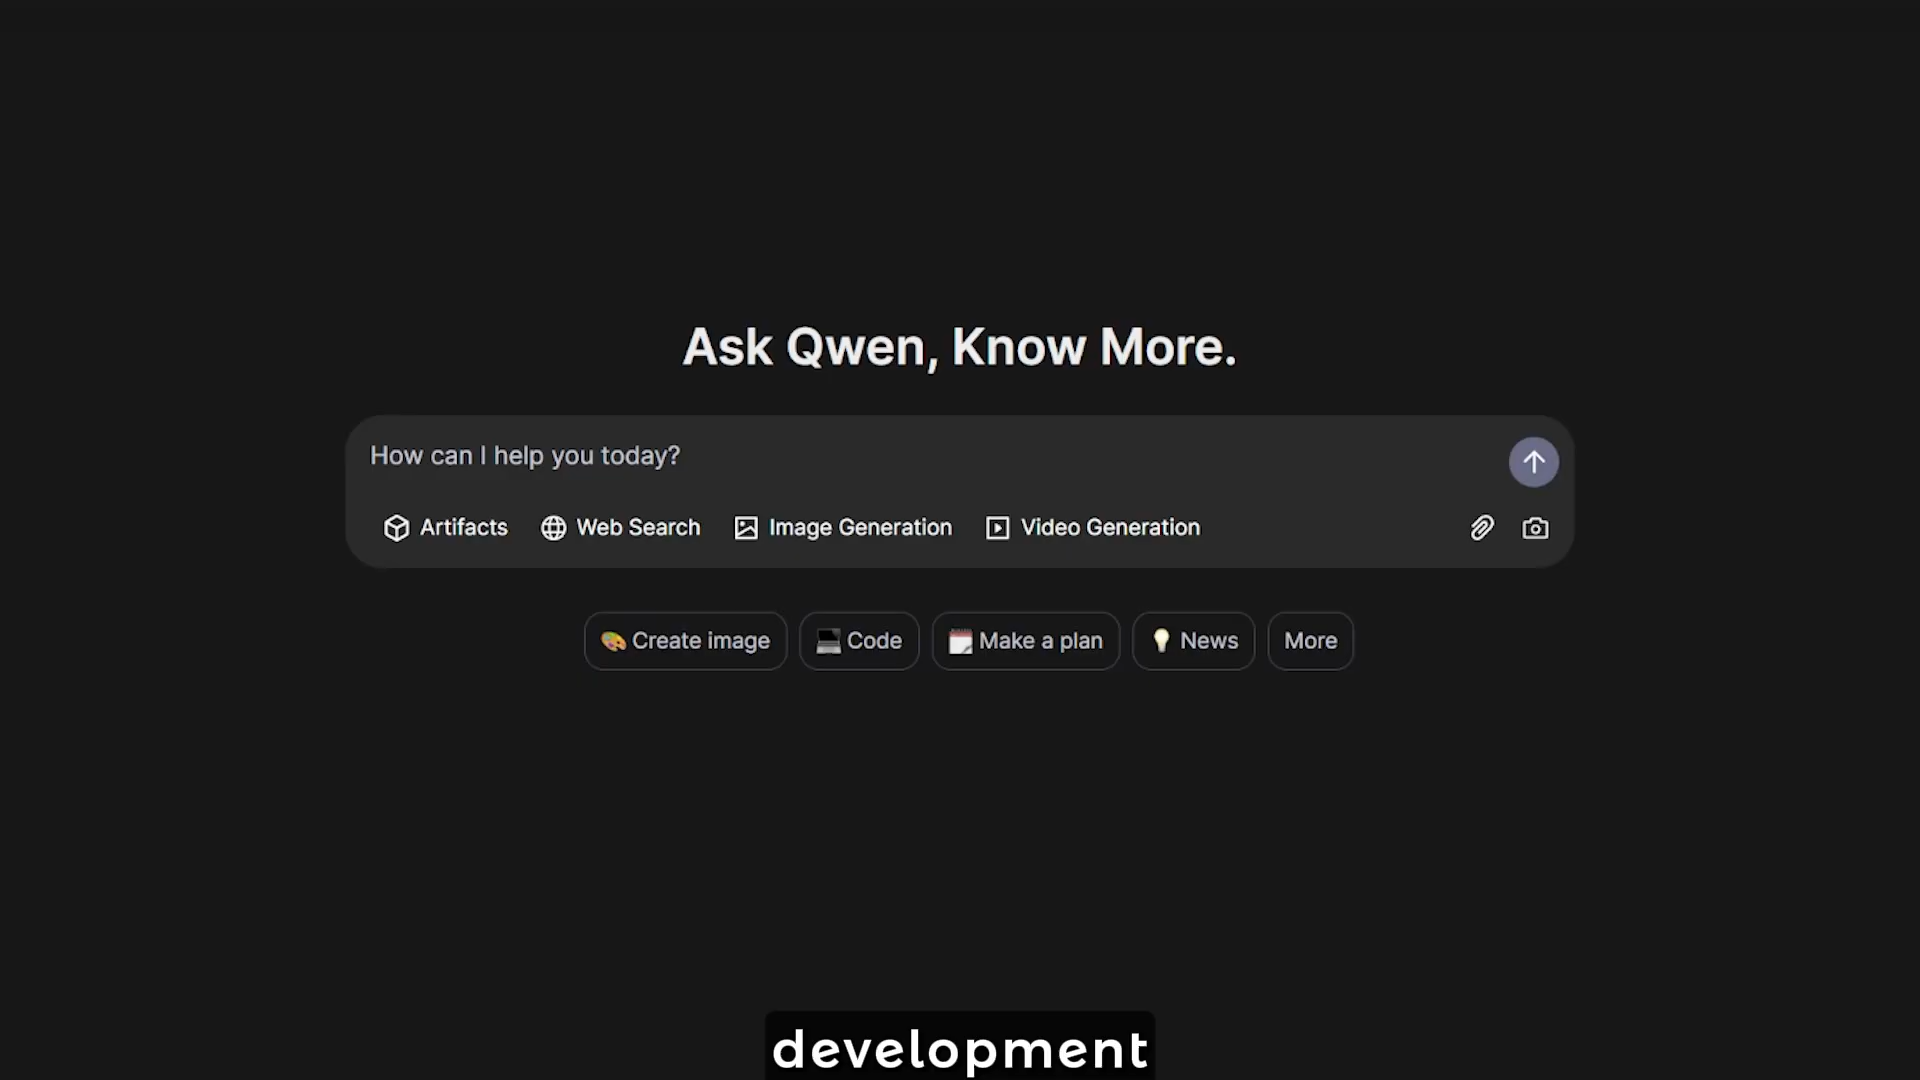 Ask Qwen, Know More.
How can I help you today?
Artifacts Web Search Image Generation Video Generation
Create image Code Make a plan News More
development